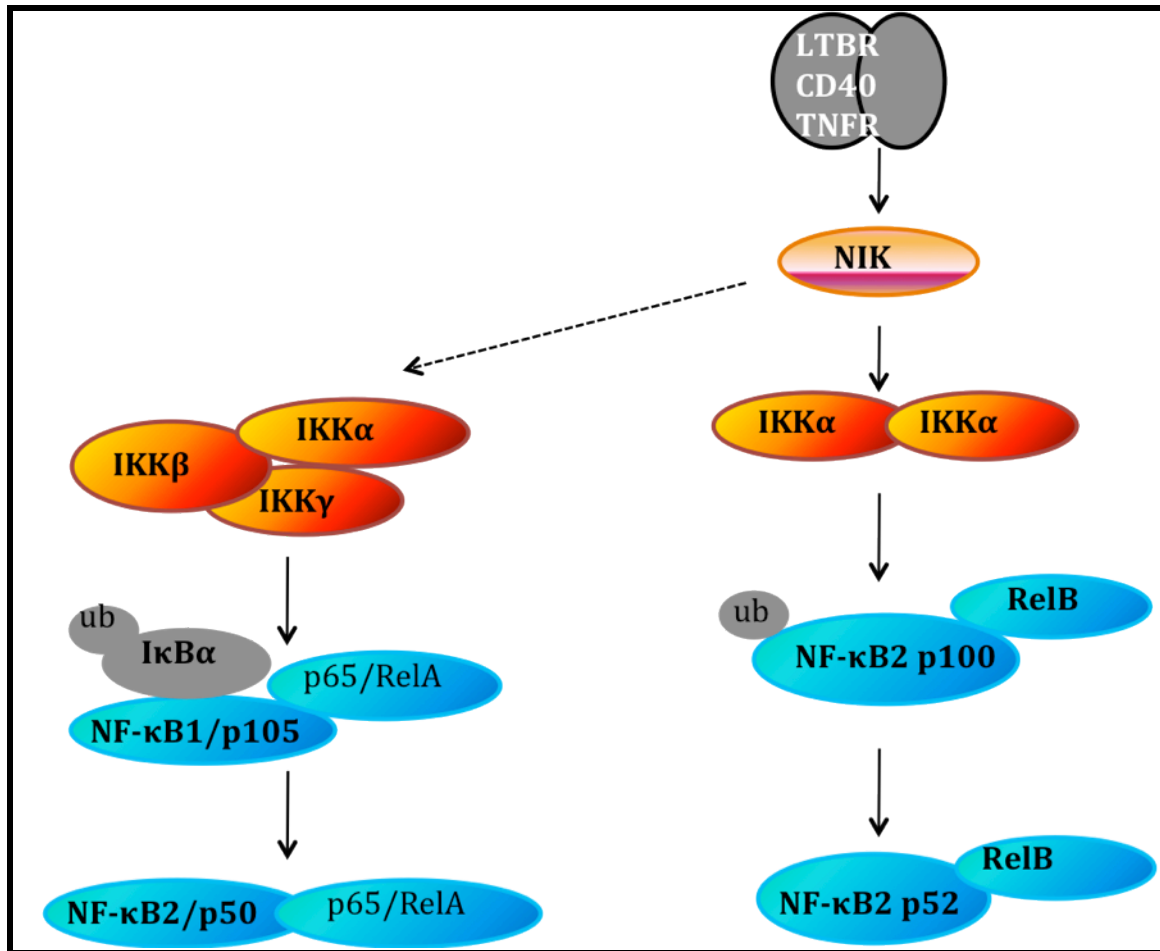 LTBR
CD40
TNFR
NIK
IKKα
IKKβ
IKKγ
IKKα
IKKα
ub
IκBα
p65/RelA
NF-κB1/p105
ub
RelB
NF-κB2 p100
NF-κB2/p50
p65/RelA
RelB
NF-κB2 p52